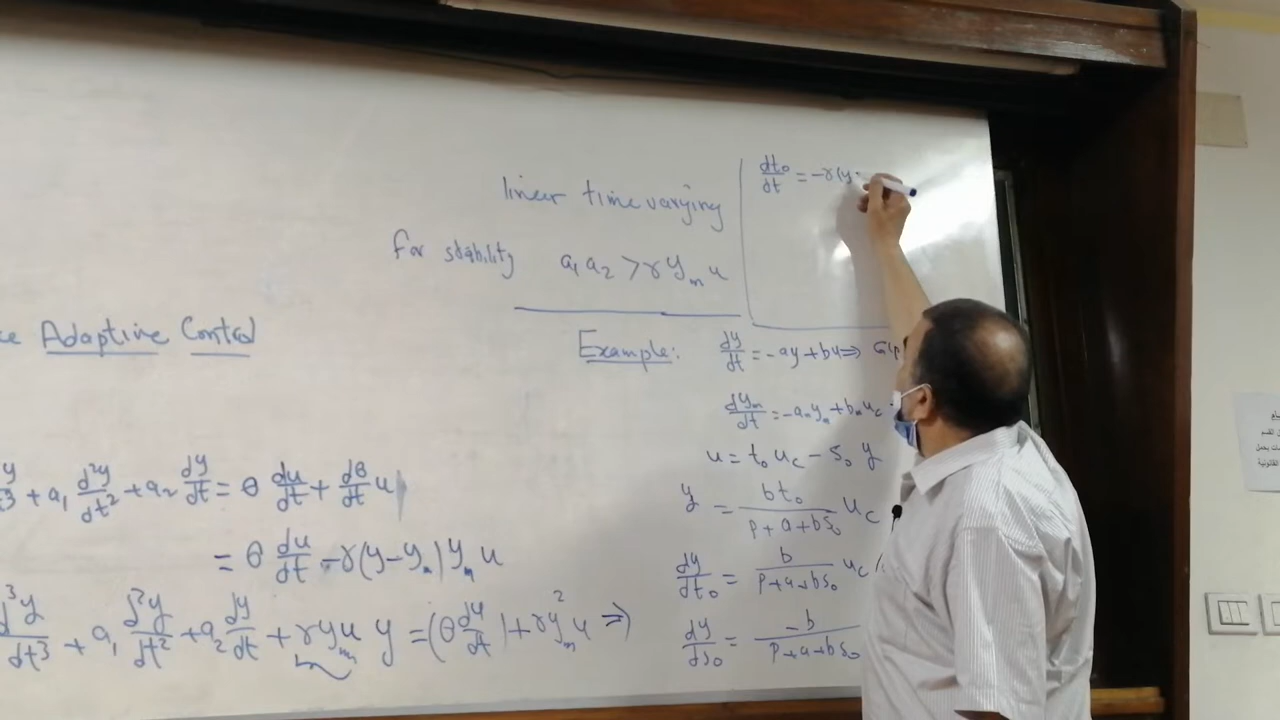 linear time varying
for stability a₁ a₂ > γ y_m u
Adaptive Control
dt₀/dt = -γ(y
Example: dy/dt = -ay + bu ⇒ G(p
dy_m/dt = -a_m y_m + b_m u_c
u = t₀ u_c - s₀ y
y = bt₀/(p + a + bs₀) u_c
dy/dt₀ = b/(p+a+bs₀) u_c
dy/ds₀ = -b/(p+a+bs₀)
+ a₁ d²y/dt² + a₂ dy/dt = θ du/dt + dθ/dt u
= θ du/dt - γ(y - y_m) y_m u
d³y/dt³ + a₁ d²y/dt² + a₂ dy/dt + γ y_m u y = (θ du/dt) + γ y_m² u ⇒